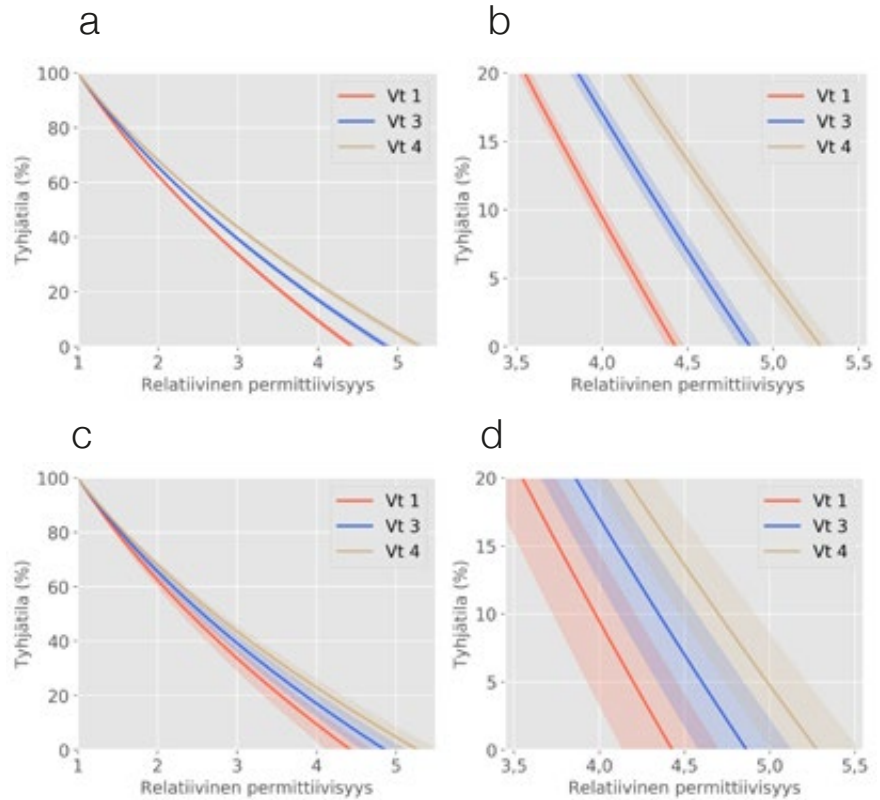 a
100
80
60
40
20
0
Tyhjätila (%)
1 2 3 4 5
Relatiivinen permittiivisyys
Vt 1
Vt 3
Vt 4
b
20
15
10
5
0
Tyhjätila (%)
3,5 4,0 4,5 5,0 5,5
Relatiivinen permittiivisyys
Vt 1
Vt 3
Vt 4
c
100
80
60
40
20
0
Tyhjätila (%)
1 2 3 4 5
Relatiivinen permittiivisyys
Vt 1
Vt 3
Vt 4
d
20
15
10
5
0
Tyhjätila (%)
3,5 4,0 4,5 5,0 5,5
Relatiivinen permittiivisyys
Vt 1
Vt 3
Vt 4